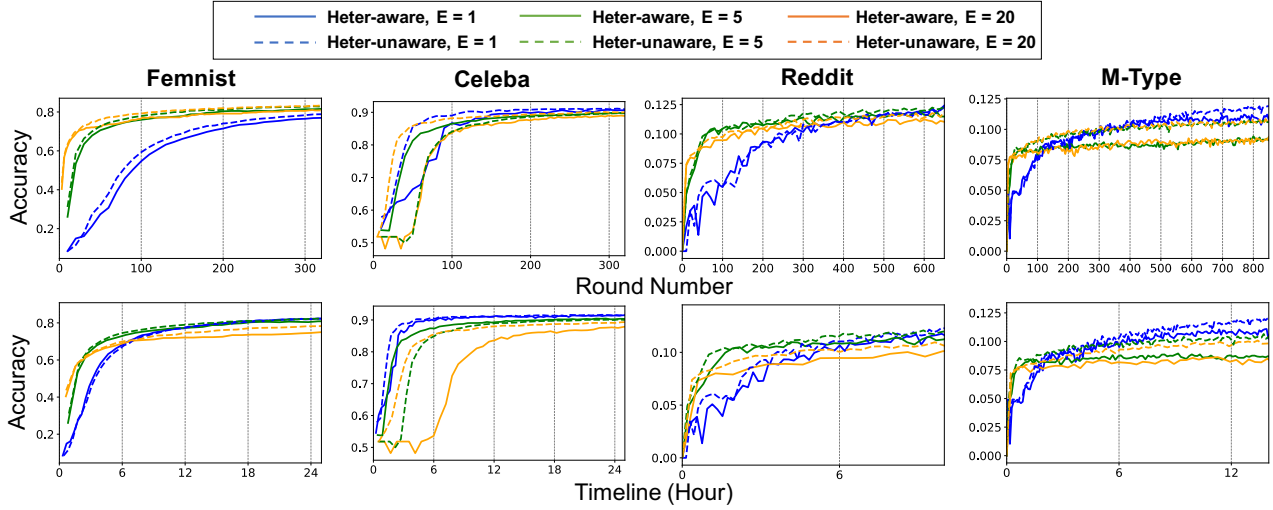 Heter-aware, E = 1 Heter-aware, E = 5 Heter-aware, E = 20
Heter-unaware, E = 1 Heter-unaware, E = 5 Heter-unaware, E = 20
Femnist Celeba Reddit M-Type
Accuracy
0.8
0.6
0.4
0.2
0 100 200 300
0.9
0.8
0.7
0.6
0.5
0 100 200 300
0.125
0.100
0.075
0.050
0.025
0.000
0 100 200 300 400 500 600
0.125
0.100
0.075
0.050
0.025
0.000
0 100 200 300 400 500 600 700 800
Round Number
Accuracy
0.8
0.6
0.4
0.2
0 6 12 18 24
0.9
0.8
0.7
0.6
0.5
0 6 12 18 24
0.10
0.05
0.00
0 6
0.125
0.100
0.075
0.050
0.025
0.000
0 6 12
Timeline (Hour)